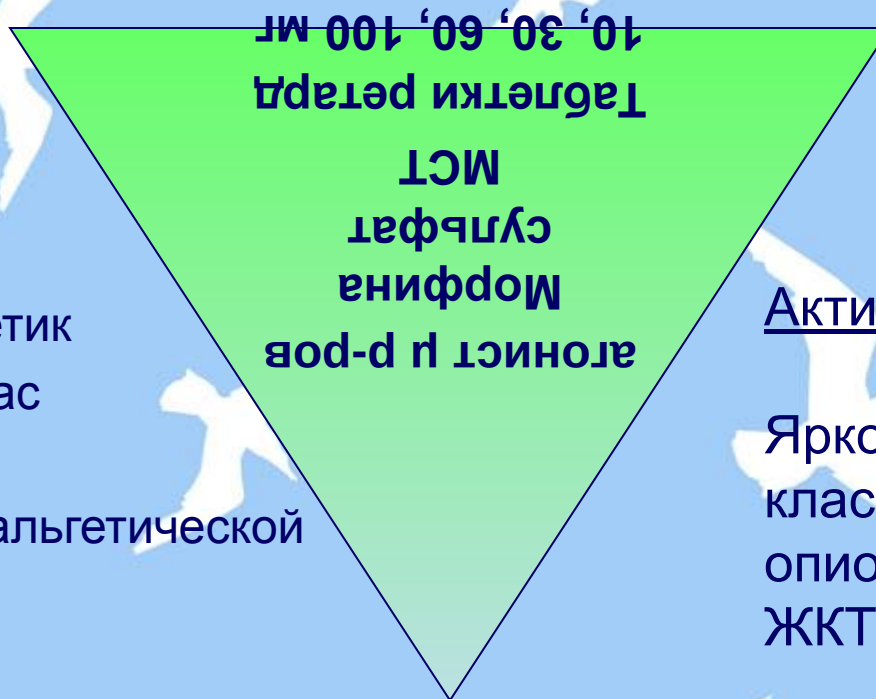 агонист μ р-ров
Морфина
сульфат
МСТ
Таблетки ретард
10, 30, 60, 100 мг
етик
ас
альгетической
Акти
Ярко
клас
опио
ЖКТ